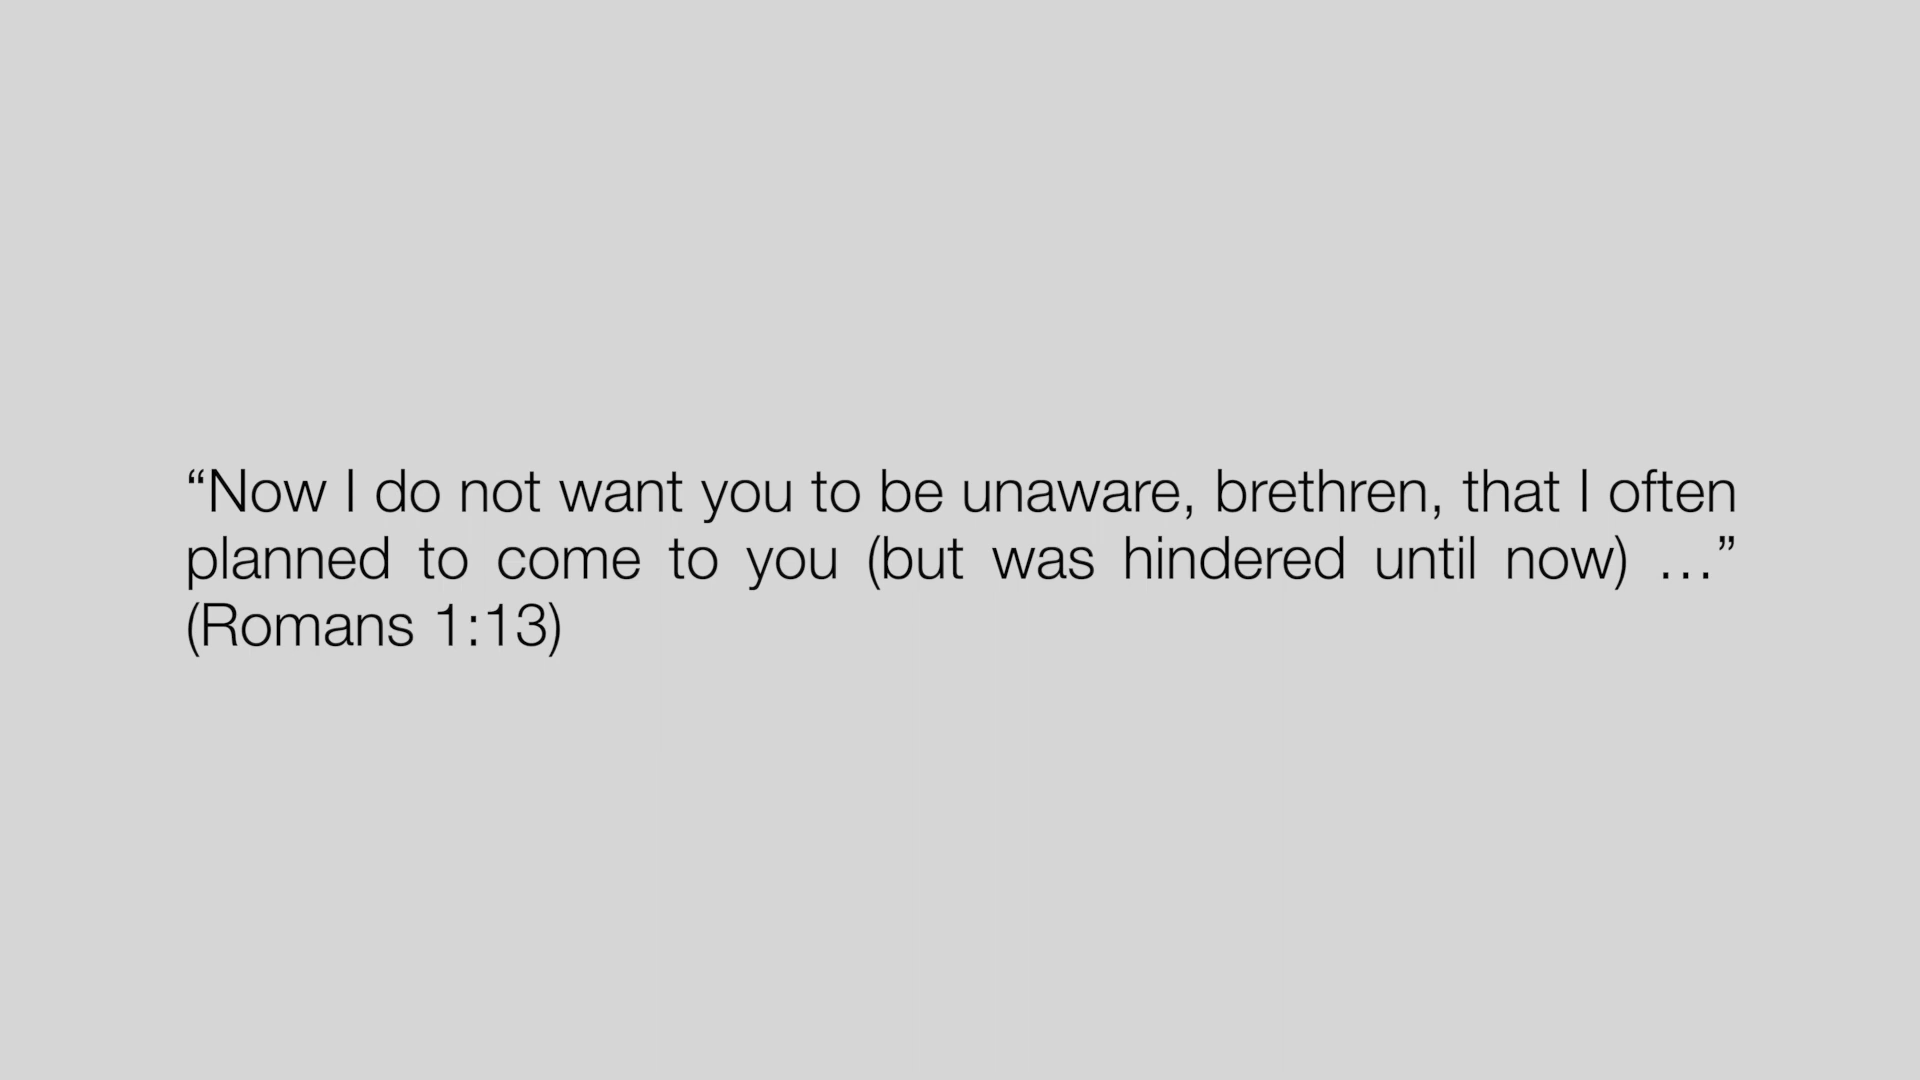 “Now I do not want you to be unaware, brethren, that I often
planned to come to you (but was hindered until now) …”
(Romans 1:13)